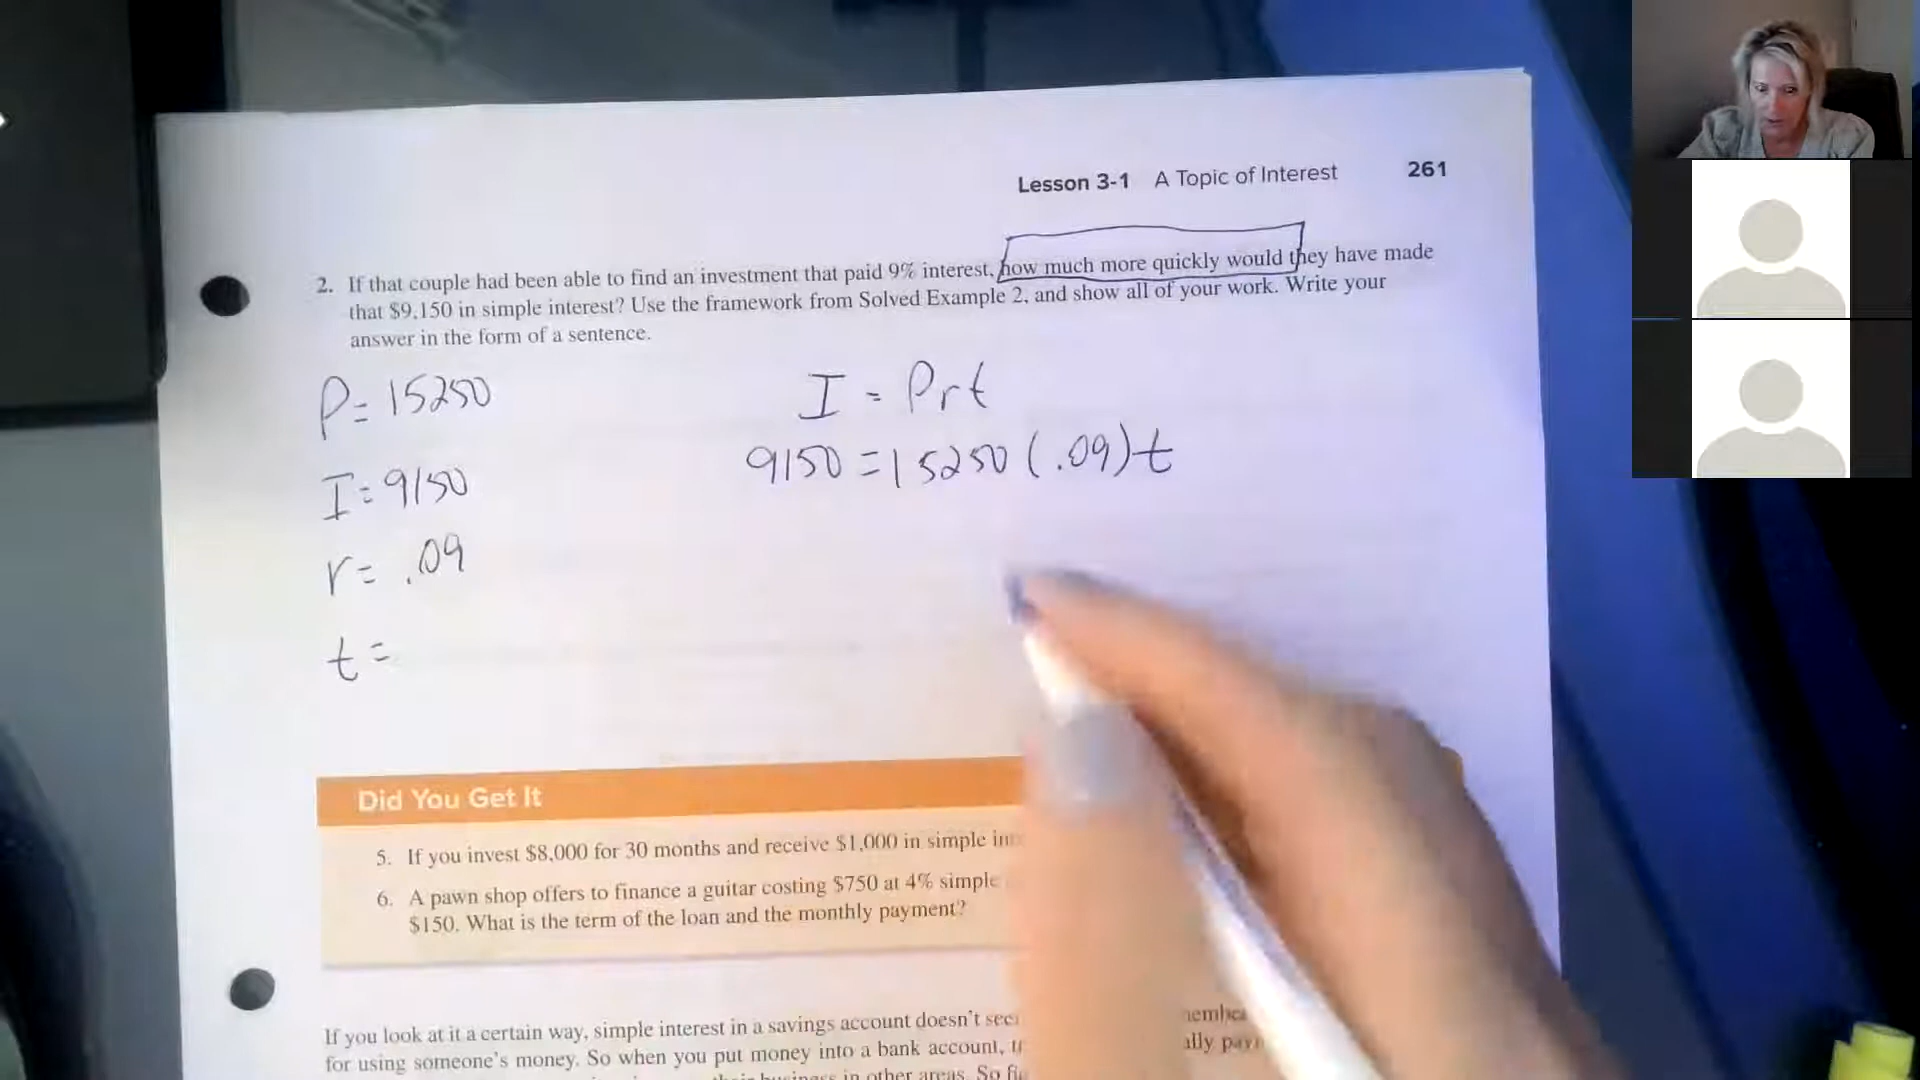 Lesson 3-1 A Topic of Interest 261
2. If that couple had been able to find an investment that paid 9% interest, how much more quickly would they have made
that $9,150 in simple interest? Use the framework from Solved Example 2, and show all of your work. Write your
answer in the form of a sentence.
P = 15250
I = Prt
9150 = 15250 (.09)t
I = 9150
r = .09
t =
Did You Get It
5. If you invest $8,000 for 30 months and receive $1,000 in simple
6. A pawn shop offers to finance a guitar costing $750 at 4% simple
$150. What is the term of the loan and the monthly payment?
If you look at it a certain way, simple interest in a savings account doesn't
for using someone's money. So when you put money into a bank account,
in other areas. So